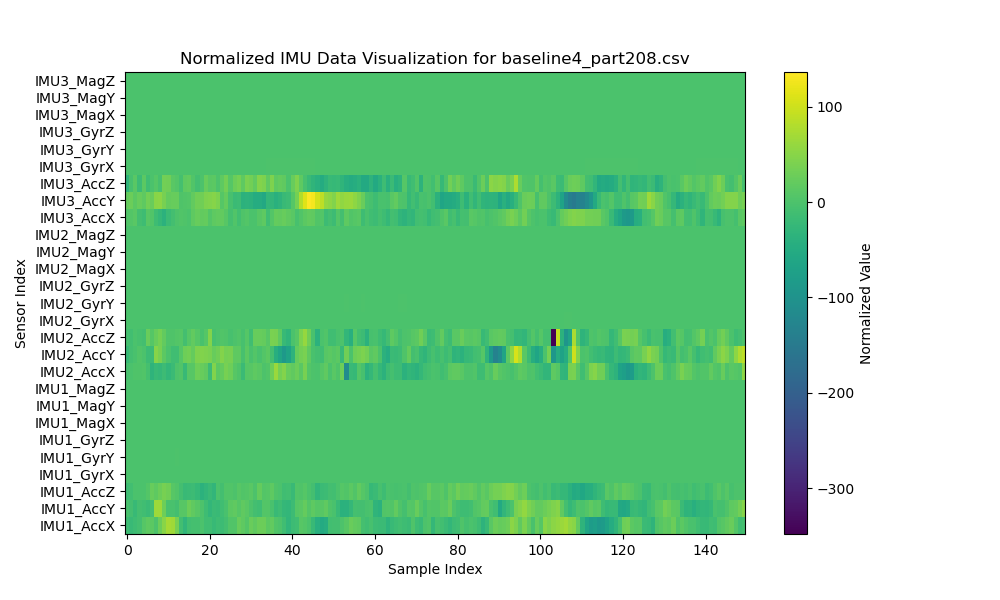 Normalized IMU Data Visualization for baseline4_part208.csv
Sensor Index
IMU3_MagZ
IMU3_MagY
IMU3_MagX
IMU3_GyrZ
IMU3_GyrY
IMU3_GyrX
IMU3_AccZ
IMU3_AccY
IMU3_AccX
IMU2_MagZ
IMU2_MagY
IMU2_MagX
IMU2_GyrZ
IMU2_GyrY
IMU2_GyrX
IMU2_AccZ
IMU2_AccY
IMU2_AccX
IMU1_MagZ
IMU1_MagY
IMU1_MagX
IMU1_GyrZ
IMU1_GyrY
IMU1_GyrX
IMU1_AccZ
IMU1_AccY
IMU1_AccX
0 20 40 60 80 100 120 140
Sample Index
100
0
−100
−200
−300
Normalized Value